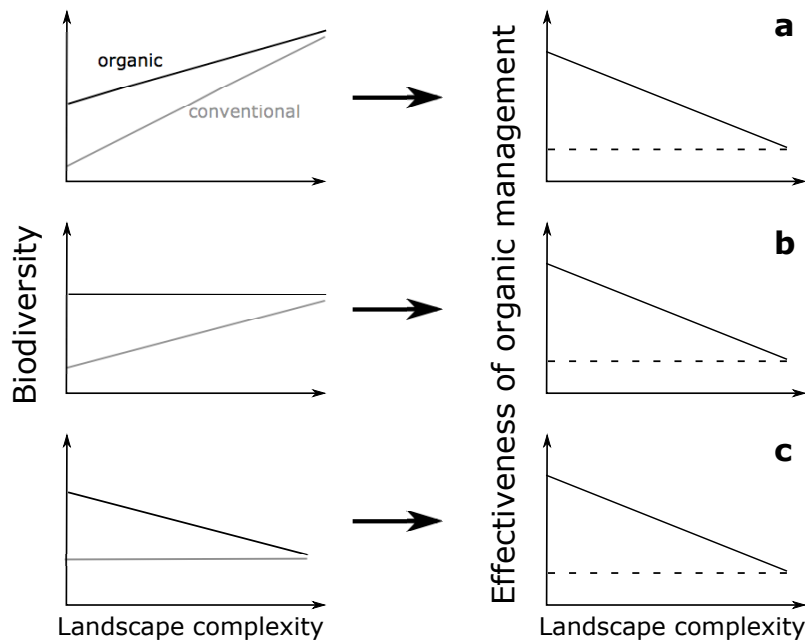 organic
conventional
a
b
c
Biodiversity
Landscape complexity
Effectiveness of organic management
Landscape complexity